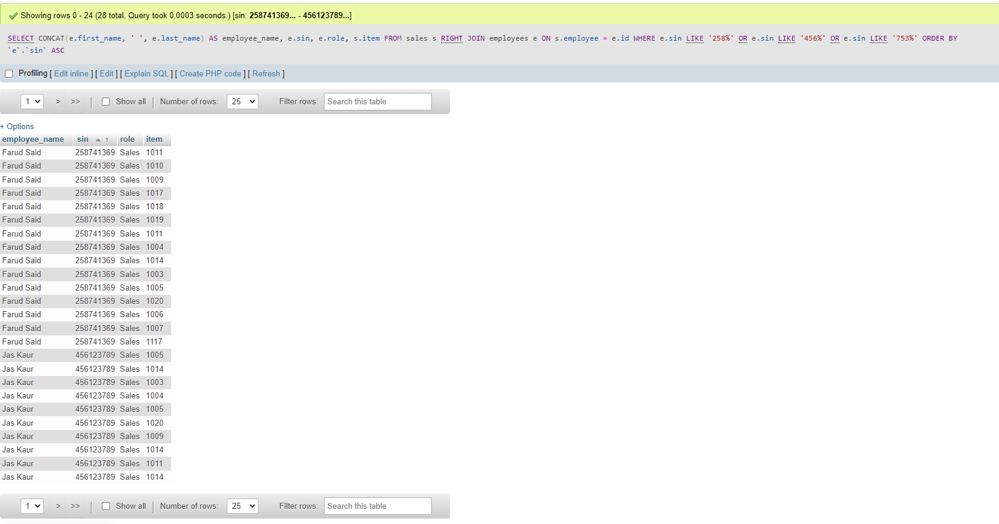 Showing rows 0 - 24 (28 total, Query took 0.0003 seconds.) [sin: 258741369... - 456123789...]
SELECT CONCAT(e.first_name, ' ', e.last_name) AS employee_name, e.sin, e.role, s.item FROM sales s RIGHT JOIN employees e ON s.employee = e.id WHERE e.sin LIKE '258%' OR e.sin LIKE '456%' OR e.sin LIKE '753%' ORDER BY
`e`.`sin` ASC
Profiling [ Edit inline ] [ Edit ] [ Explain SQL ] [ Create PHP code ] [ Refresh ]
1 > >> | Show all | Number of rows: 25 Filter rows: Search this table
+ Options
employee_name sin 1 role item
Farud Said 258741369 Sales 1011
Farud Said 258741369 Sales 1010
Farud Said 258741369 Sales 1009
Farud Said 258741369 Sales 1017
Farud Said 258741369 Sales 1018
Farud Said 258741369 Sales 1019
Farud Said 258741369 Sales 1011
Farud Said 258741369 Sales 1004
Farud Said 258741369 Sales 1014
Farud Said 258741369 Sales 1003
Farud Said 258741369 Sales 1005
Farud Said 258741369 Sales 1020
Farud Said 258741369 Sales 1006
Farud Said 258741369 Sales 1007
Farud Said 258741369 Sales 1117
Jas Kaur 456123789 Sales 1005
Jas Kaur 456123789 Sales 1014
Jas Kaur 456123789 Sales 1003
Jas Kaur 456123789 Sales 1004
Jas Kaur 456123789 Sales 1005
Jas Kaur 456123789 Sales 1020
Jas Kaur 456123789 Sales 1009
Jas Kaur 456123789 Sales 1014
Jas Kaur 456123789 Sales 1011
Jas Kaur 456123789 Sales 1014
1 > >> | Show all | Number of rows: 25 Filter rows: Search this table